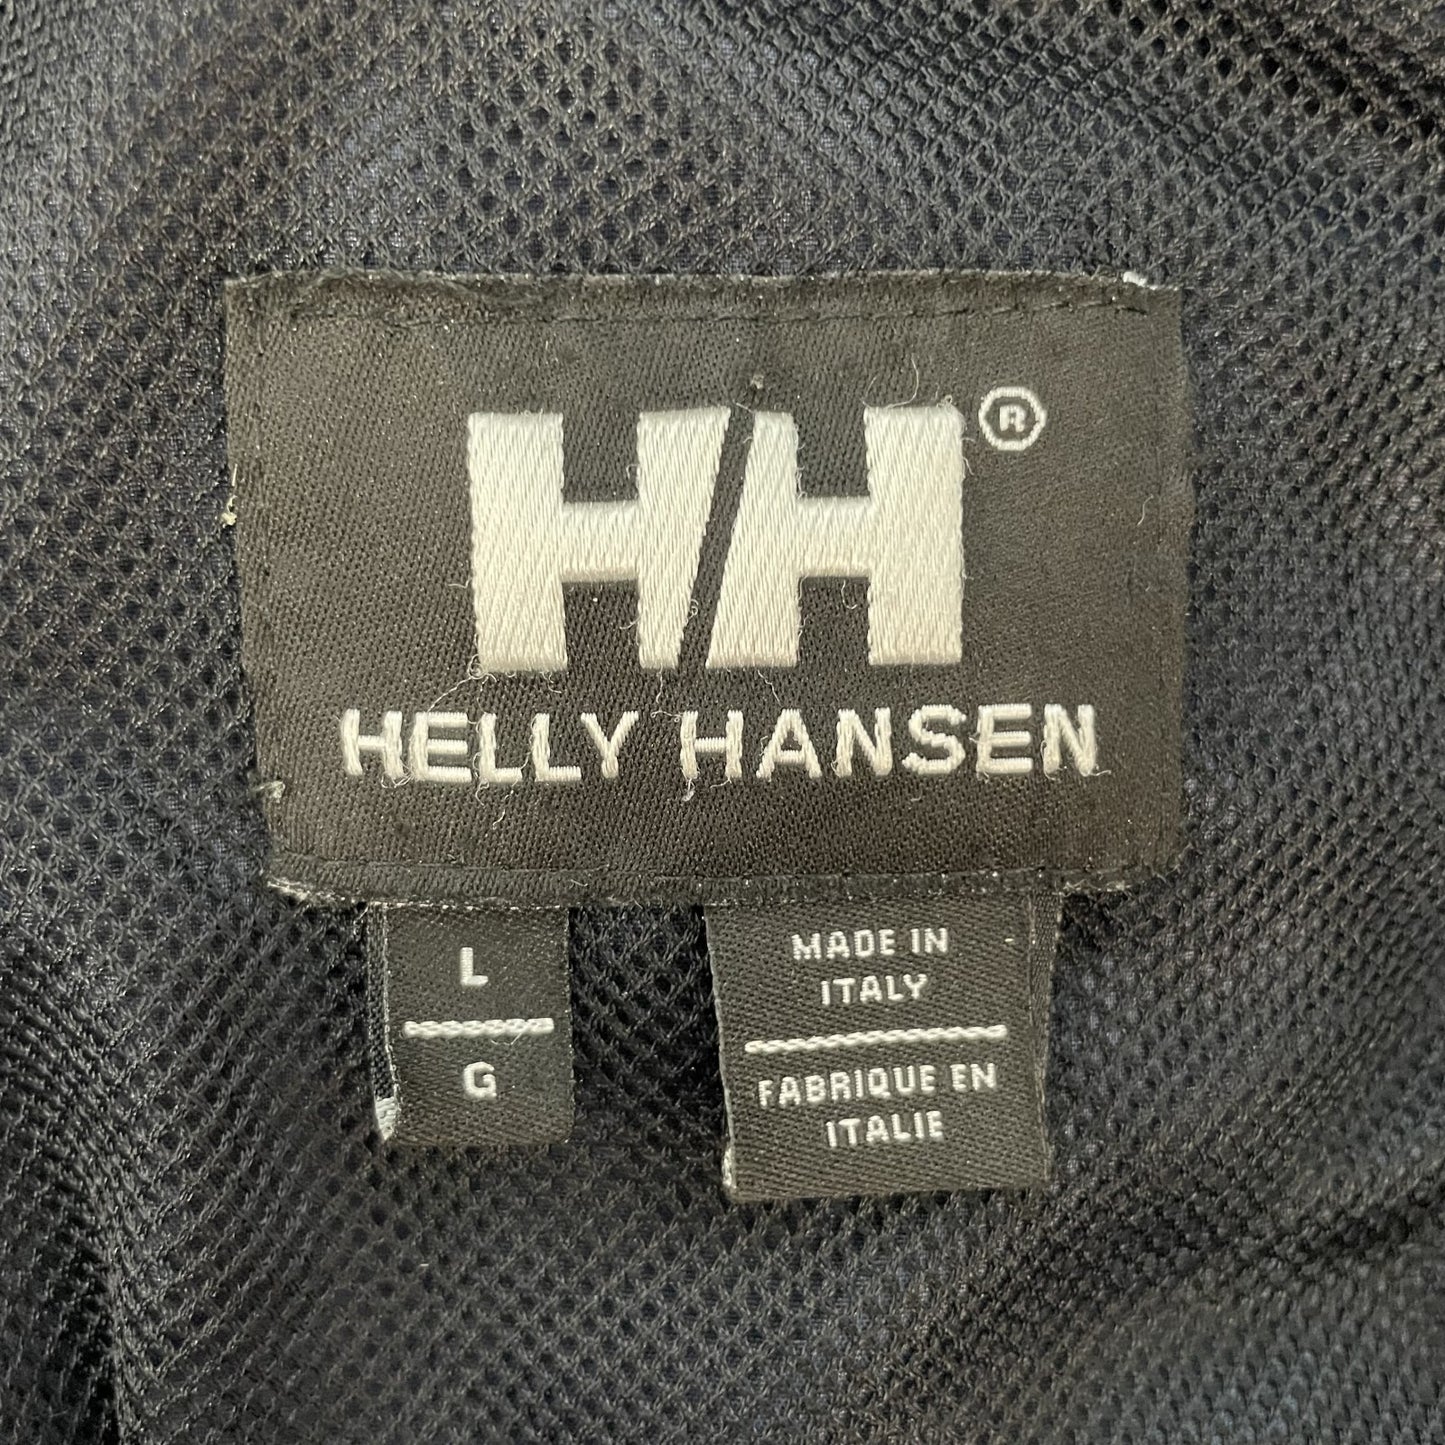 H/H®
HELLY HANSEN
L
G
MADE IN
ITALY
FABRIQUE EN
ITALIE